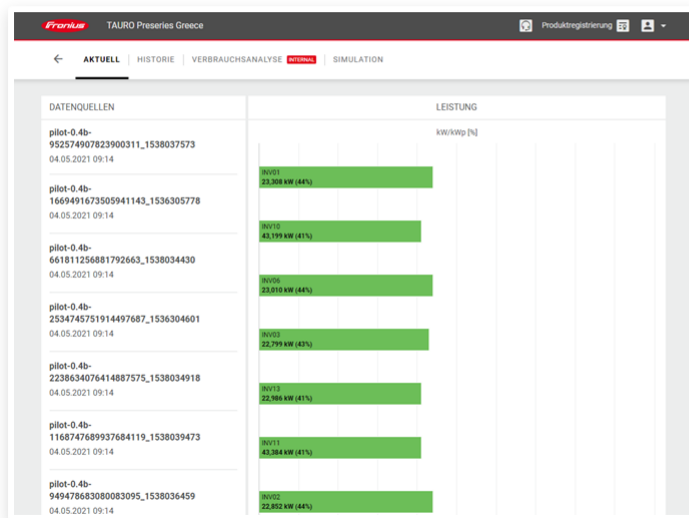 Fronius TAURO Preseries Greece Produktregistrierung
AKTUELL HISTORIE VERBRAUCHSANALYSE INTERNAL SIMULATION
DATENQUELLEN
pilot-0.4b-
952574907823900311_1538037573
04.05.2021 09:14
pilot-0.4b-
1669491673505941143_1536305778
04.05.2021 09:14
pilot-0.4b-
661811256881792663_1538034430
04.05.2021 09:14
pilot-0.4b-
2534745751914497687_1536304601
04.05.2021 09:14
pilot-0.4b-
2238634076414887575_1538034918
04.05.2021 09:14
pilot-0.4b-
1168747689937684119_1538039473
04.05.2021 09:14
pilot-0.4b-
949478683080083095_1538036459
04.05.2021 09:14
LEISTUNG
kW/kWp [%]
INV01
23,308 kW (44%)
INV10
43,199 kW (41%)
INV06
23,010 kW (44%)
INV03
22,799 kW (43%)
INV13
22,986 kW (41%)
INV11
43,384 kW (41%)
INV02
22,852 kW (44%)